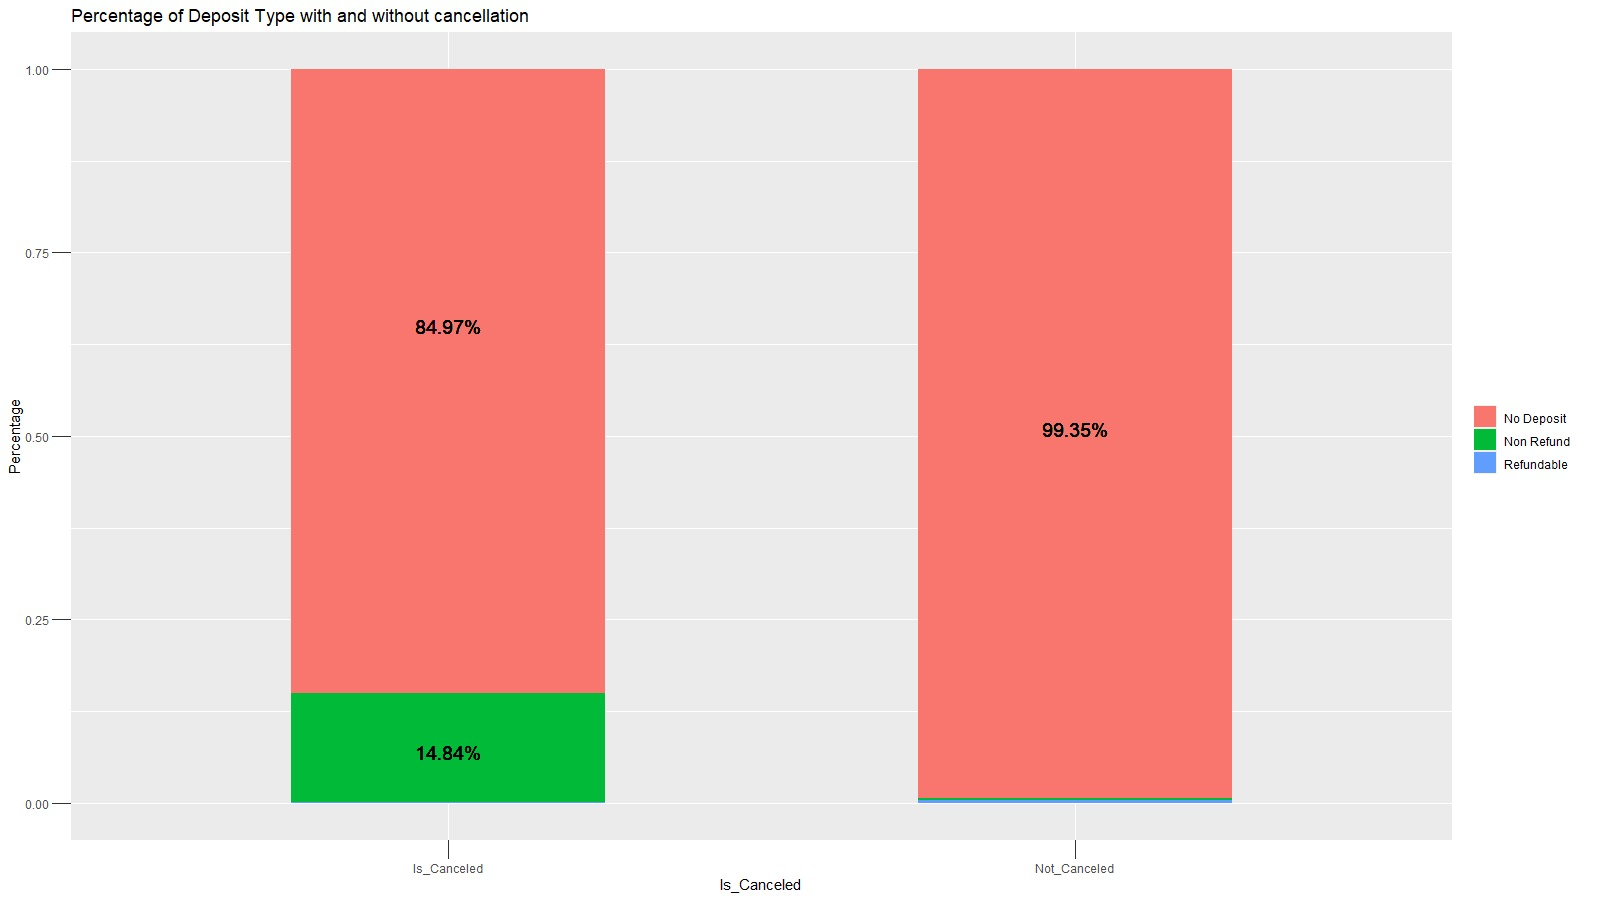 Percentage of Deposit Type with and without cancellation
1.00
0.75
0.50
0.25
0.00
Percentage
84.97%
14.84%
99.35%
Is_Canceled
Not_Canceled
Is_Canceled
No Deposit
Non Refund
Refundable